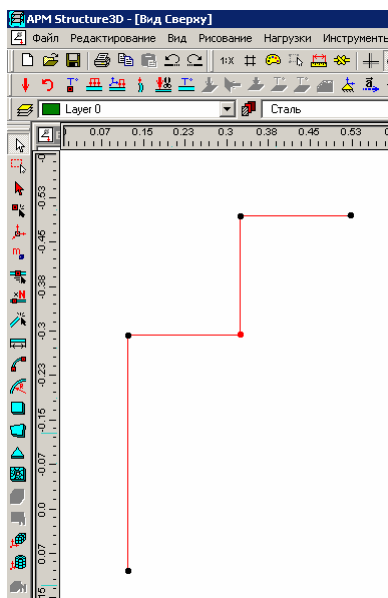 APM Structure3D - [Вид Сверху]
Файл Редактирование Вид Рисование Нагрузки Инструменты
1:X
Layer 0 Сталь
0.07 0.15 0.23 0.3 0.38 0.45 0.53
-0.53
-0.45
-0.38
-0.3
-0.23
-0.15
-0.07
0.0
0.07